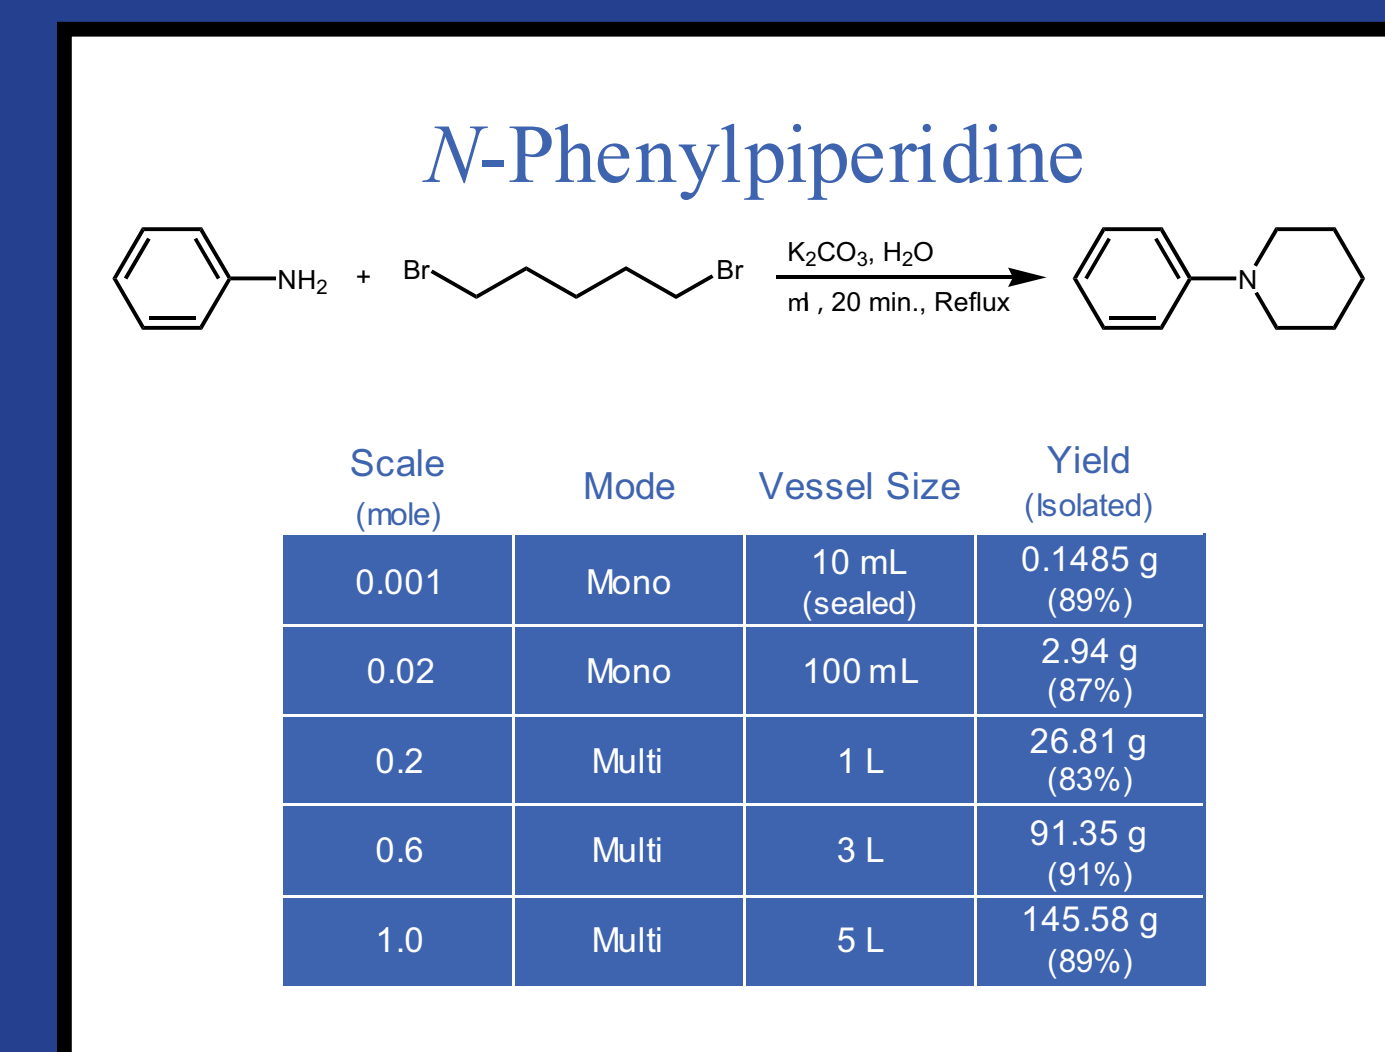 N-Phenylpiperidine
NH2 + Br Br K2CO3, H2O N
ml , 20 min., Reflux
Scale (mole) Mode Vessel Size Yield (Isolated)
0.001 Mono 10 mL (sealed) 0.1485 g (89%)
0.02 Mono 100 mL 2.94 g (87%)
0.2 Multi 1 L 26.81 g (83%)
0.6 Multi 3 L 91.35 g (91%)
1.0 Multi 5 L 145.58 g (89%)